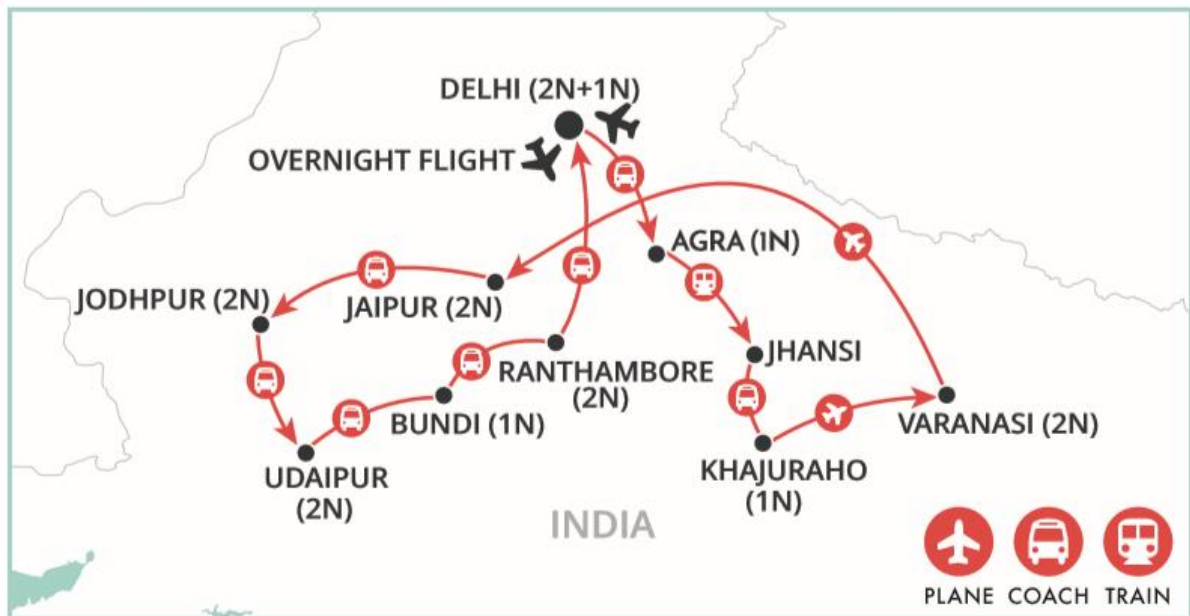 DELHI (2N+1N)
OVERNIGHT FLIGHT
AGRA (1N)
JODHPUR (2N)
JAIPUR (2N)
JHANSI
RANTHAMBORE
(2N)
BUNDI (1N)
VARANASI (2N)
UDAIPUR
(2N)
KHAJURAHO
(1N)
INDIA
PLANE COACH TRAIN